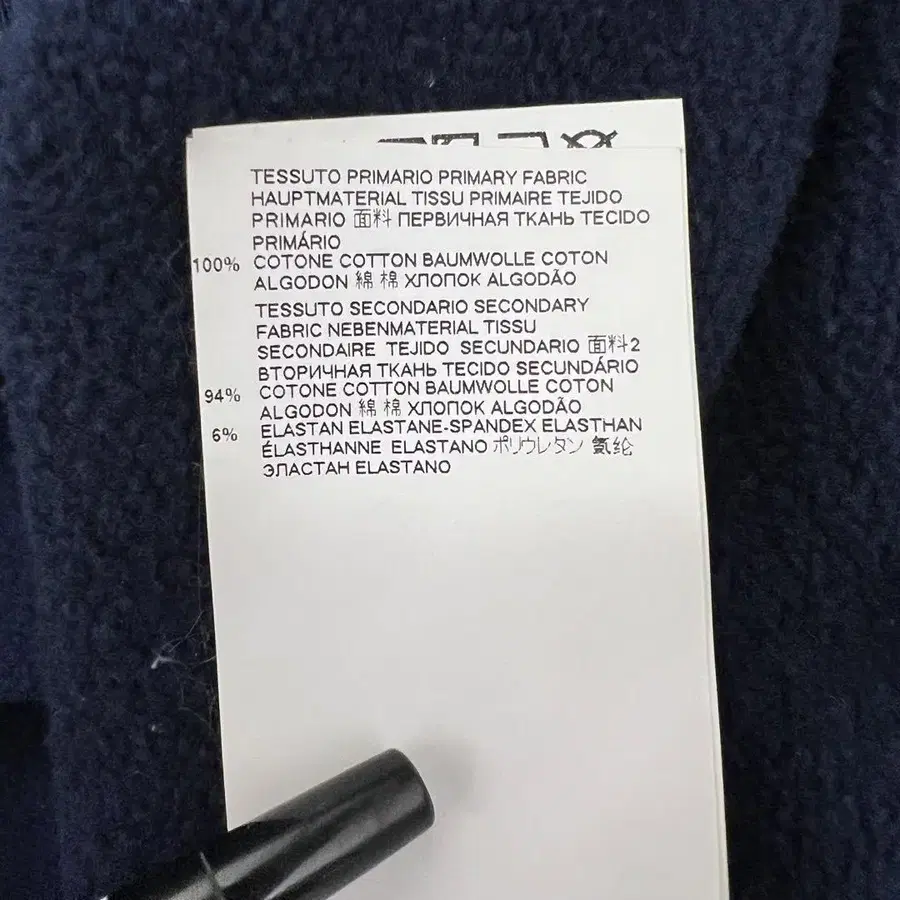 TESSUTO PRIMARIO PRIMARY FABRIC
HAUPTMATERIAL TISSU PRIMAIRE TEJIDO
PRIMARIO 面料 ПЕРВИЧНАЯ ТКАНЬ TECIDO
PRIMÁRIO
100% COTONE COTTON BAUMWOLLE COTON
ALGODON 綿 棉 ХЛОПОК ALGODÃO
TESSUTO SECONDARIO SECONDARY
FABRIC NEBENMATERIAL TISSU
SECONDAIRE TEJIDO SECUNDARIO 面料2
ВТОРИЧНАЯ ТКАНЬ TECIDO SECUNDÁRIO
94% COTONE COTTON BAUMWOLLE COTON
ALGODON 綿 棉 ХЛОПОК ALGODÃO
6% ELASTAN ELASTANE-SPANDEX ELASTHAN
ÉLASTHANNE ELASTANO ポリウレタン 氨纶
ЭЛАСТАН ELASTANO